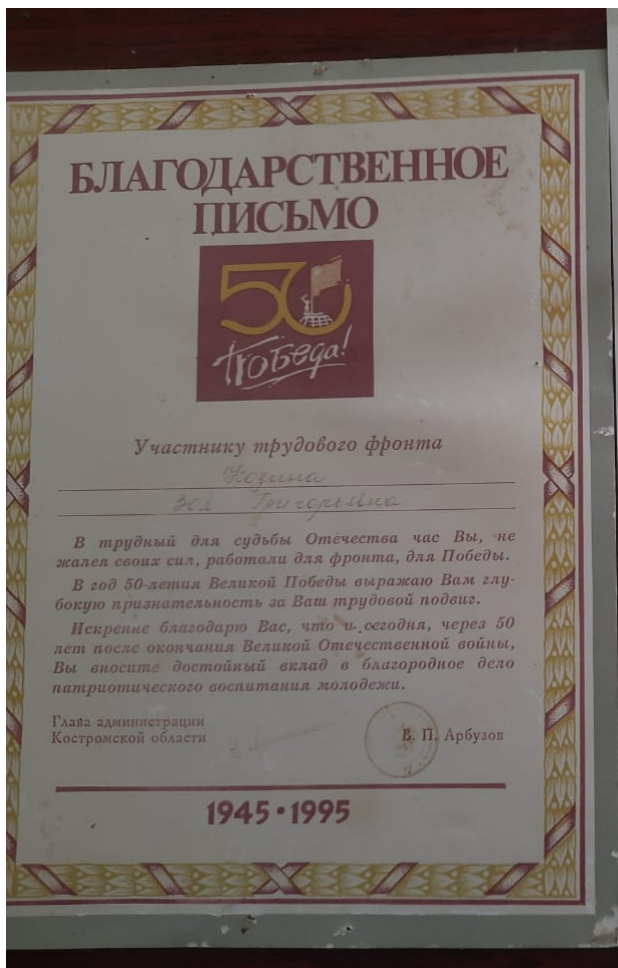 БЛАГОДАРСТВЕННОЕ
ПИСЬМО
50
Победа!
Участнику трудового фронта
Козина
Зоя Григорьевна
В трудный для судьбы Отечества час Вы, не
жалея своих сил, работали для фронта, для Победы.
В год 50-летия Великой Победы выражаю Вам глу-
бокую признательность за Ваш трудовой подвиг.
Искренне благодарю Вас, что и сегодня, через 50
лет после окончания Великой Отечественной войны,
Вы вносите достойный вклад в благородное дело
патриотического воспитания молодежи.
Глава администрации
Костромской области
В. П. Арбузов
1945•1995